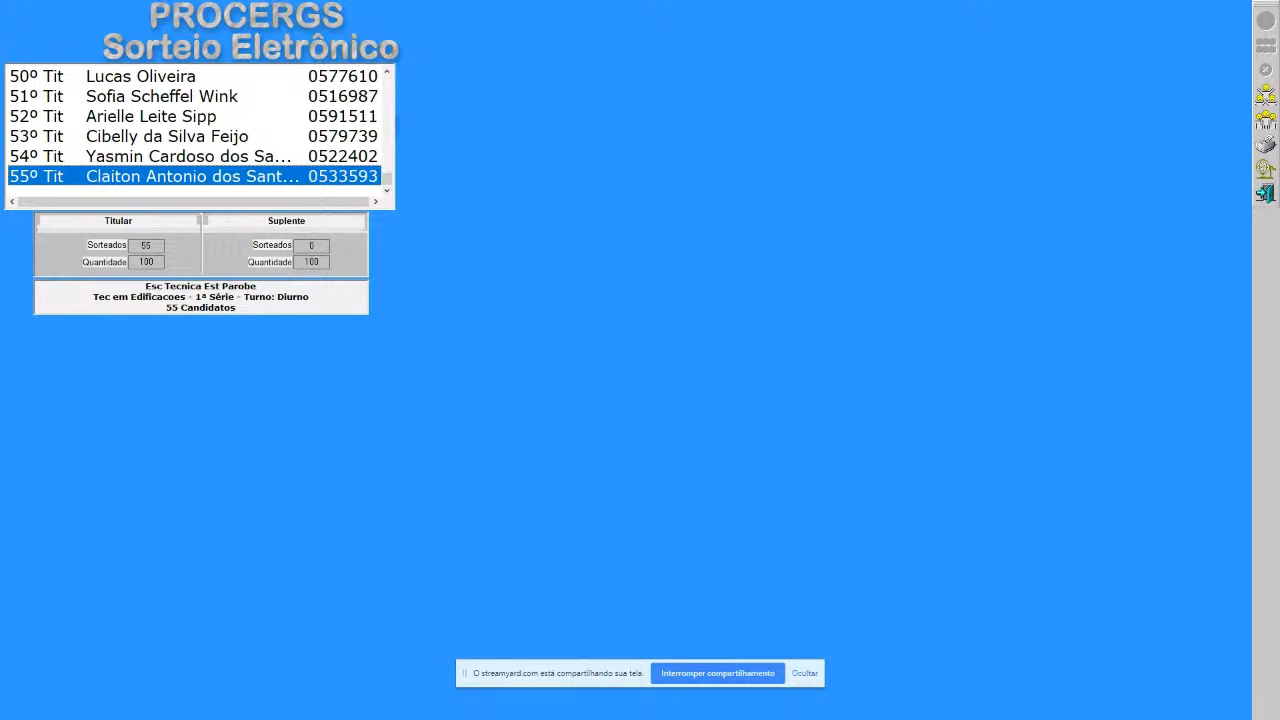 PROCERGS
Sorteio Eletrônico
50º Tit Lucas Oliveira 0577610
51º Tit Sofia Scheffel Wink 0516987
52º Tit Arielle Leite Sipp 0591511
53º Tit Cibelly da Silva Feijo 0579739
54º Tit Yasmin Cardoso dos Sa... 0522402
55º Tit Claiton Antonio dos Sant... 0533593
Titular Suplente
Sorteados 55 Sorteados 0
Quantidade 100 Quantidade 100
Esc Tecnica Est Parobe
Tec em Edificacoes - 1ª Série - Turno: Diurno
55 Candidatos
O streamyard.com está compartilhando sua tela. Interromper compartilhamento Ocultar